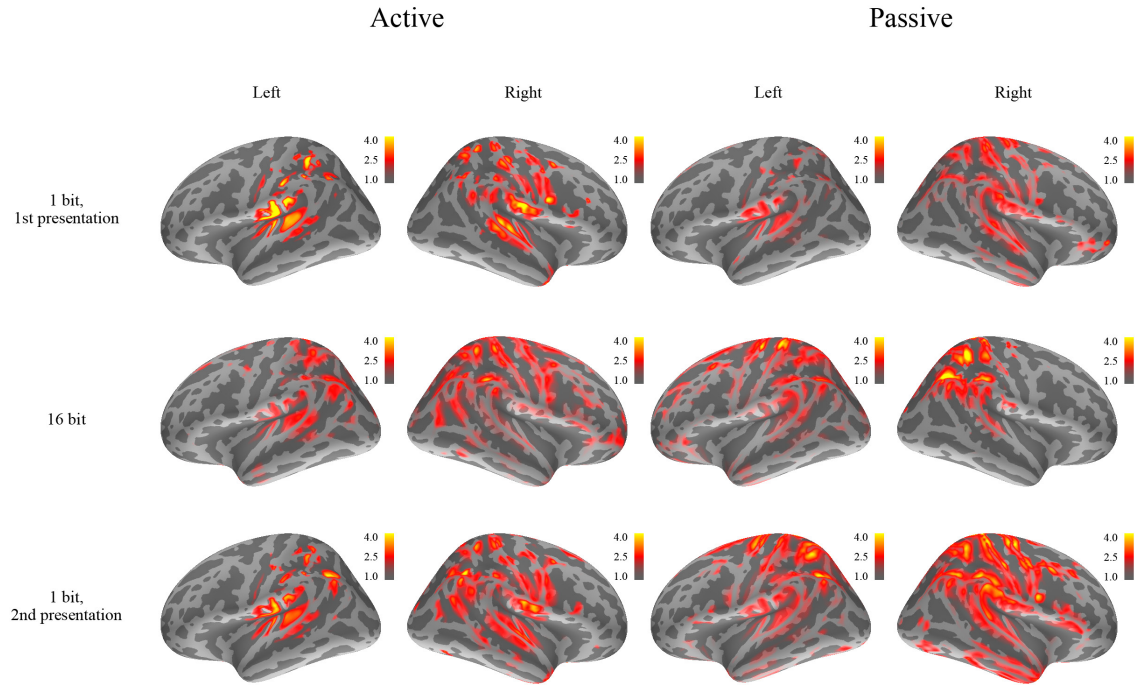 Active Passive
Left Right Left Right
1 bit,
1st presentation
4.0 4.0 4.0 4.0
2.5 2.5 2.5 2.5
1.0 1.0 1.0 1.0
16 bit
4.0 4.0 4.0 4.0
2.5 2.5 2.5 2.5
1.0 1.0 1.0 1.0
1 bit,
2nd presentation
4.0 4.0 4.0 4.0
2.5 2.5 2.5 2.5
1.0 1.0 1.0 1.0